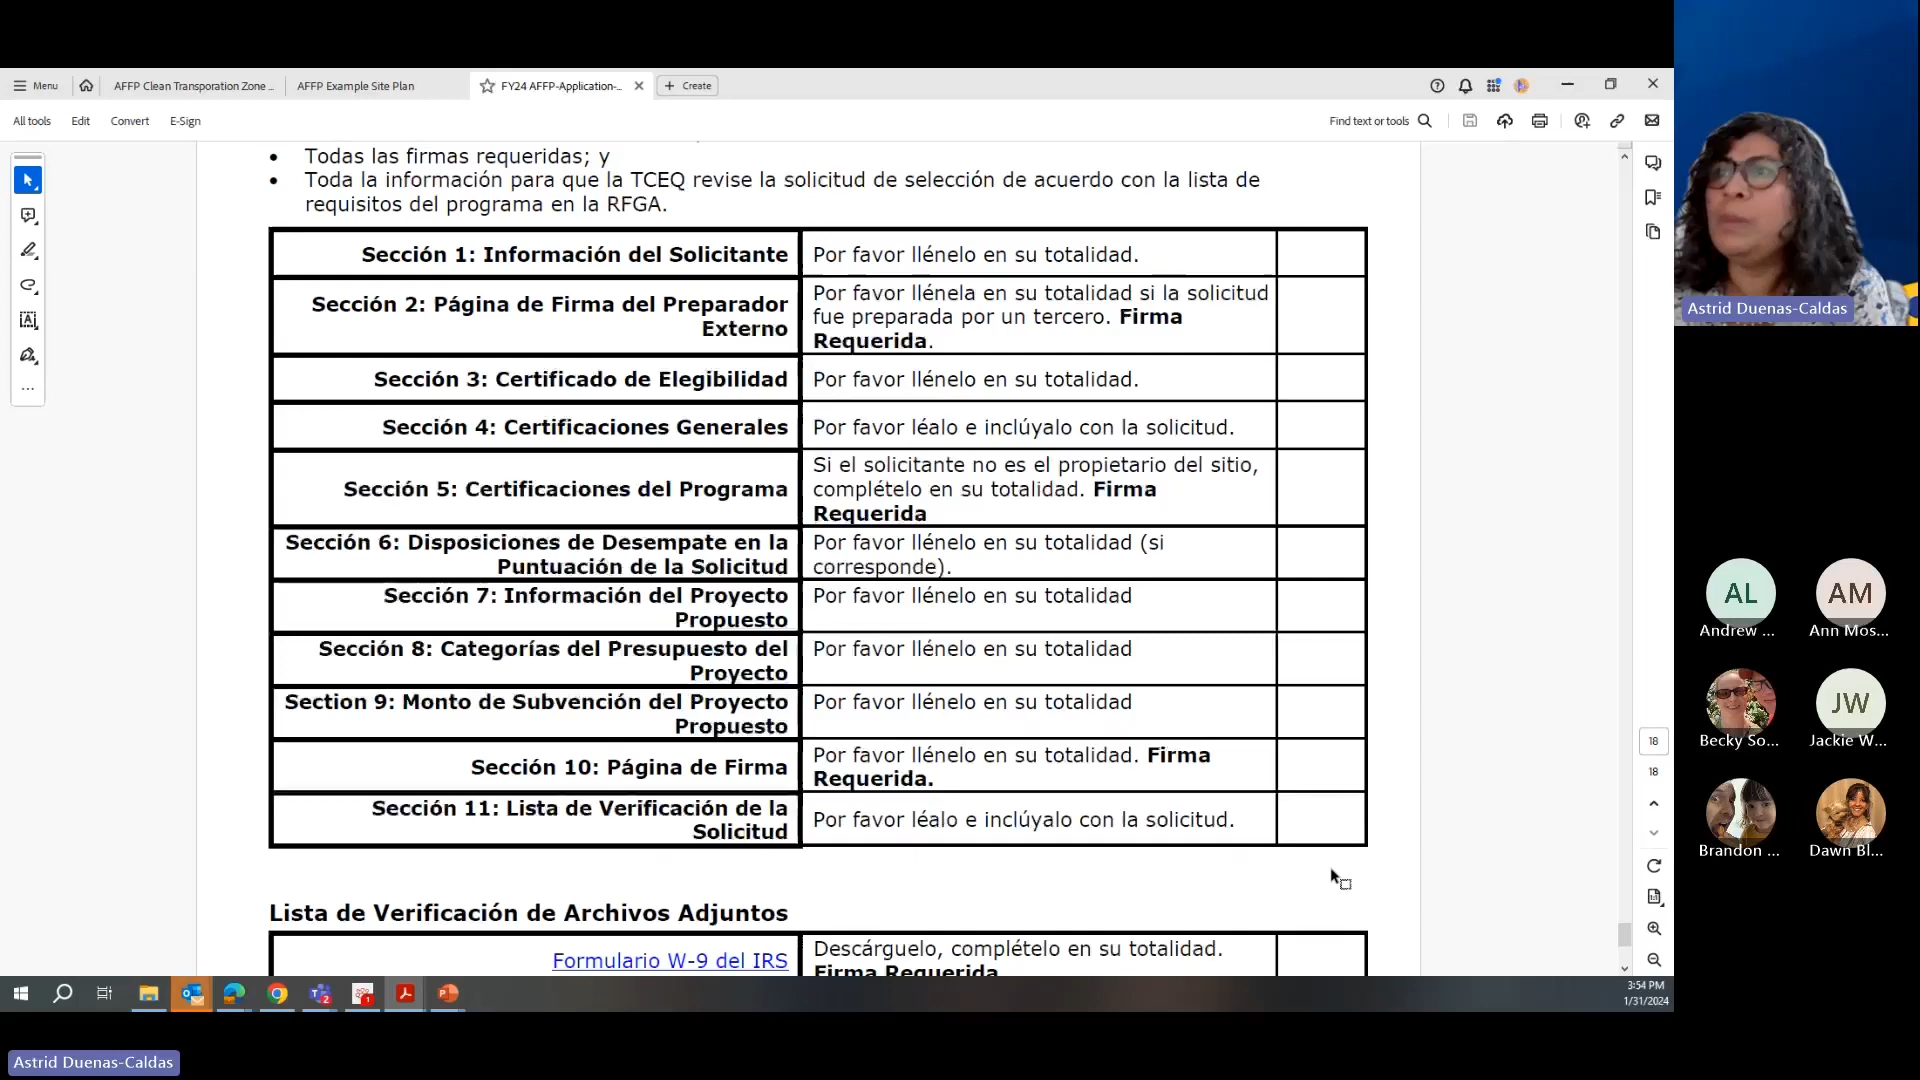 Menu
AFFP Clean Transporation Zone ...
AFFP Example Site Plan
FY24 AFFP-Application-...
Create
All tools
Edit
Convert
E-Sign
Find text or tools
Todas las firmas requeridas; y
Toda la información para que la TCEQ revise la solicitud de selección de acuerdo con la lista de
requisitos del programa en la RFGA.
Sección 1: Información del Solicitante
Por favor llénelo en su totalidad.
Sección 2: Página de Firma del Preparador
Externo
Por favor llénela en su totalidad si la solicitud
fue preparada por un tercero. Firma
Requerida.
Sección 3: Certificado de Elegibilidad
Por favor llénelo en su totalidad.
Sección 4: Certificaciones Generales
Por favor léalo e inclúyalo con la solicitud.
Sección 5: Certificaciones del Programa
Si el solicitante no es el propietario del sitio,
complételo en su totalidad. Firma
Requerida
Sección 6: Disposiciones de Desempate en la
Puntuación de la Solicitud
Por favor llénelo en su totalidad (si
corresponde).
Sección 7: Información del Proyecto
Propuesto
Por favor llénelo en su totalidad
Sección 8: Categorías del Presupuesto del
Proyecto
Por favor llénelo en su totalidad
Section 9: Monto de Subvención del Proyecto
Propuesto
Por favor llénelo en su totalidad
Sección 10: Página de Firma
Por favor llénelo en su totalidad. Firma
Requerida.
Sección 11: Lista de Verificación de la
Solicitud
Por favor léalo e inclúyalo con la solicitud.
Lista de Verificación de Archivos Adjuntos
Formulario W-9 del IRS
Descárguelo, complételo en su totalidad.
Firma Requerida
18
18
3:54 PM
1/31/2024
Astrid Duenas-Caldas
AL
Andrew ...
AM
Ann Mos...
Becky So...
JW
Jackie W...
Brandon ...
Dawn Bl...
Astrid Duenas-Caldas